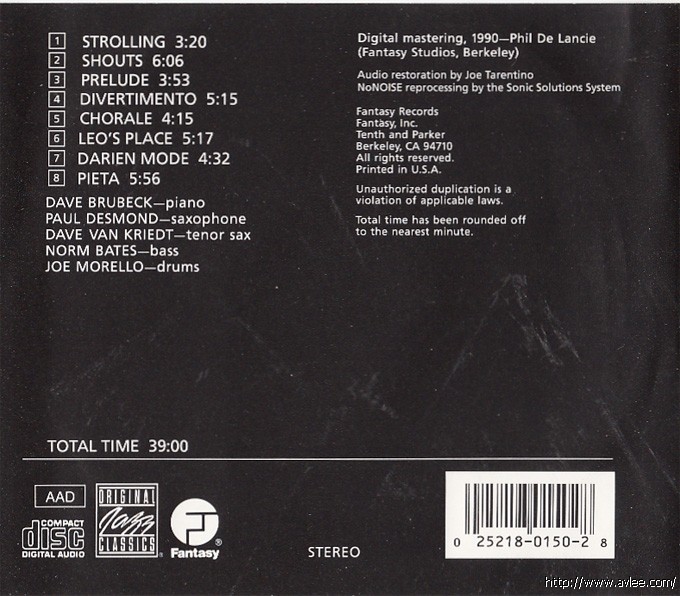 1 STROLLING 3:20
2 SHOUTS 6:06
3 PRELUDE 3:53
4 DIVERTIMENTO 5:15
5 CHORALE 4:15
6 LEO'S PLACE 5:17
7 DARIEN MODE 4:32
8 PIETA 5:56
DAVE BRUBECK—piano
PAUL DESMOND—saxophone
DAVE VAN KRIEDT—tenor sax
NORM BATES—bass
JOE MORELLO—drums
Digital mastering, 1990—Phil De Lancie
(Fantasy Studios, Berkeley)
Audio restoration by Joe Tarentino
NoNOISE reprocessing by the Sonic Solutions System
Fantasy Records
Fantasy, Inc.
Tenth and Parker
Berkeley, CA 94710
All rights reserved.
Printed in U.S.A.
Unauthorized duplication is a
violation of applicable laws.
Total time has been rounded off
to the nearest minute.
TOTAL TIME 39:00
AAD
COMPACT
disc
DIGITAL AUDIO
ORIGINAL
Jazz
CLASSICS®
F ®
Fantasy
STEREO
0 25218-0150-2 8
http://www.avlee.com/